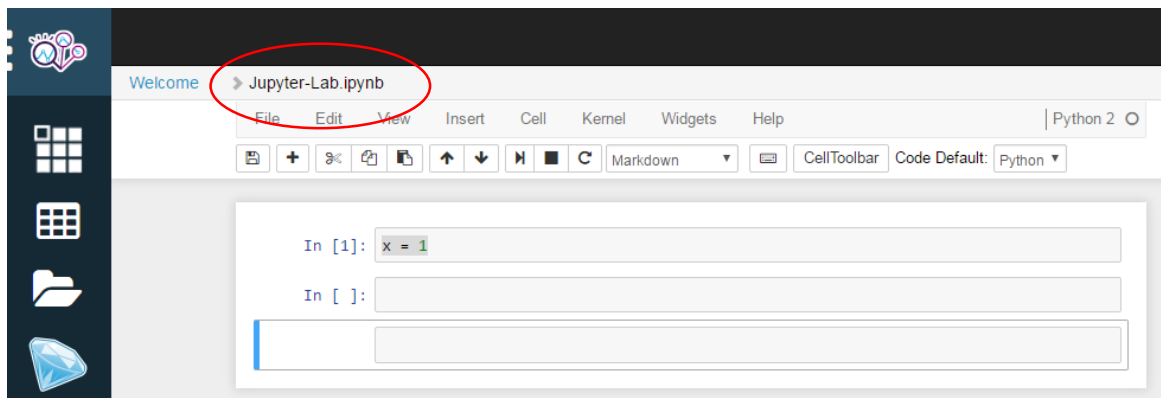 Welcome Jupyter-Lab.ipynb
File Edit View Insert Cell Kernel Widgets Help Python 2
Markdown CellToolbar Code Default: Python
In [1]: x = 1
In [ ]: